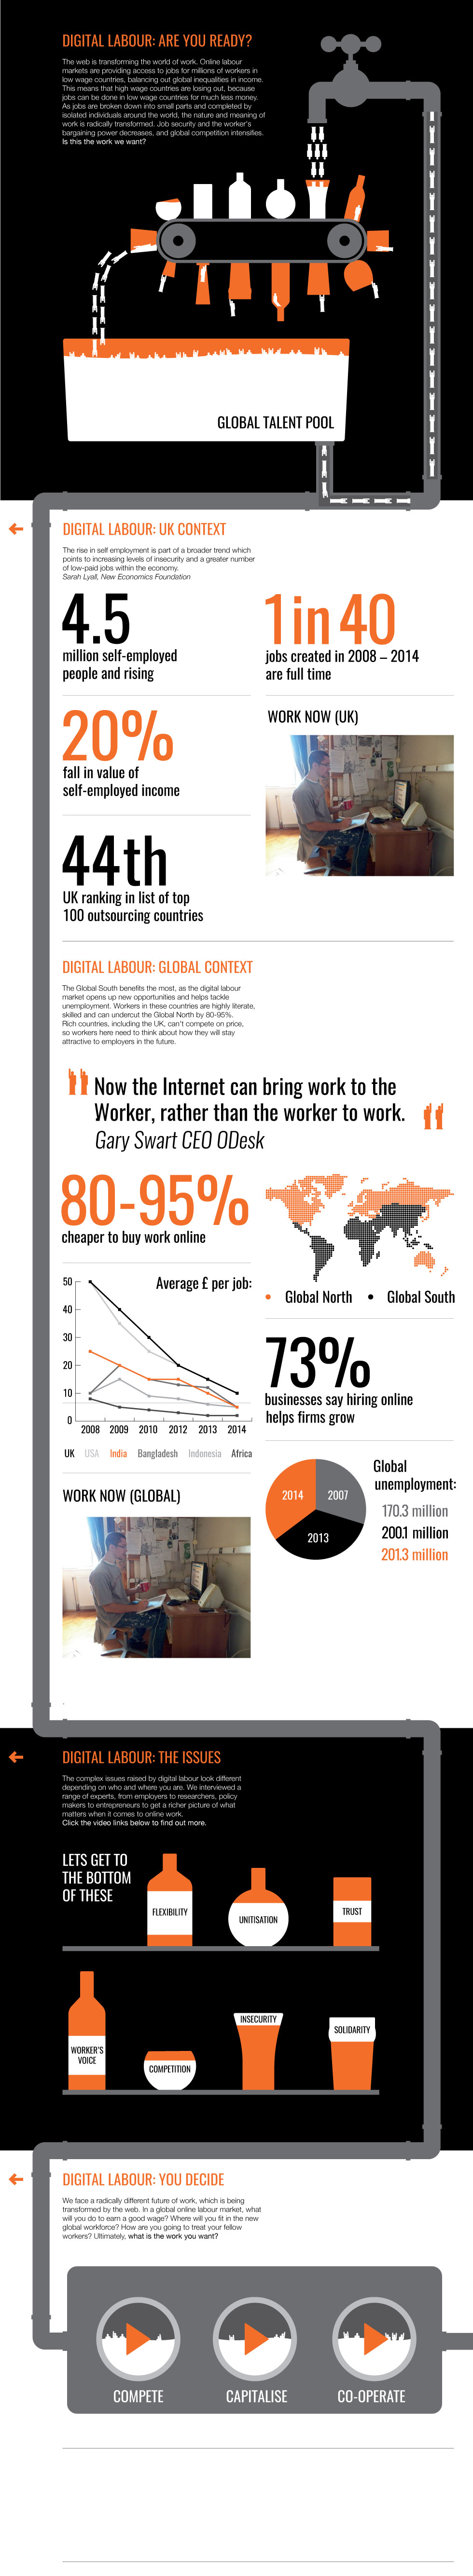 DIGITAL LABOUR: ARE YOU READY?
The web is transforming the world of work. Online labour
markets are providing access to jobs for millions of workers in
low wage countries, balancing out global inequalities in income.
This means that high wage countries are losing out, because
jobs can be done in low wage countries for much less money.
As jobs are broken down into small parts and completed by
isolated individuals around the world, the nature and meaning of
work is radically transformed. Job security and the worker's
bargaining power decreases, and global competition intensifies.
Is this the work we want?
GLOBAL TALENT POOL
DIGITAL LABOUR: UK CONTEXT
The rise in self employment is part of a broader trend which
points to increasing levels of insecurity and a greater number
of low-paid jobs within the economy.
Sarah Lyall, New Economics Foundation
4.5
million self-employed
people and rising
1 in 40
jobs created in 2008 – 2014
are full time
20%
fall in value of
self-employed income
WORK NOW (UK)
44th
UK ranking in list of top
100 outsourcing countries
DIGITAL LABOUR: GLOBAL CONTEXT
The Global South benefits the most, as the digital labour
market opens up new opportunities and helps tackle
unemployment. Workers in these countries are highly literate,
skilled and can undercut the Global North by 80-95%.
Rich countries, including the UK, can't compete on price,
so workers here need to think about how they will stay
attractive to employers in the future.
Now the Internet can bring work to the
Worker, rather than the worker to work.
Gary Swart CEO ODesk
80-95%
cheaper to buy work online
Global North
Global South
Average £ per job:
50
40
30
20
10
0
2008 2009 2010 2012 2013 2014
UK USA India Bangladesh Indonesia Africa
73%
businesses say hiring online
helps firms grow
WORK NOW (GLOBAL)
2014
2007
2013
Global
unemployment:
170.3 million
200.1 million
201.3 million
DIGITAL LABOUR: THE ISSUES
The complex issues raised by digital labour look different
depending on who and where you are. We interviewed a
range of experts, from employers to researchers, policy
makers to entrepreneurs to get a richer picture of what
matters when it comes to online work.
Click the video links below to find out more.
LETS GET TO
THE BOTTOM
OF THESE
FLEXIBILITY
UNITISATION
TRUST
WORKER'S
VOICE
COMPETITION
INSECURITY
SOLIDARITY
DIGITAL LABOUR: YOU DECIDE
We face a radically different future of work, which is being
transformed by the web. In a global online labour market, what
will you do to earn a good wage? Where will you fit in the new
global workforce? How are you going to treat your fellow
workers? Ultimately, what is the work you want?
COMPETE
CAPITALISE
CO-OPERATE